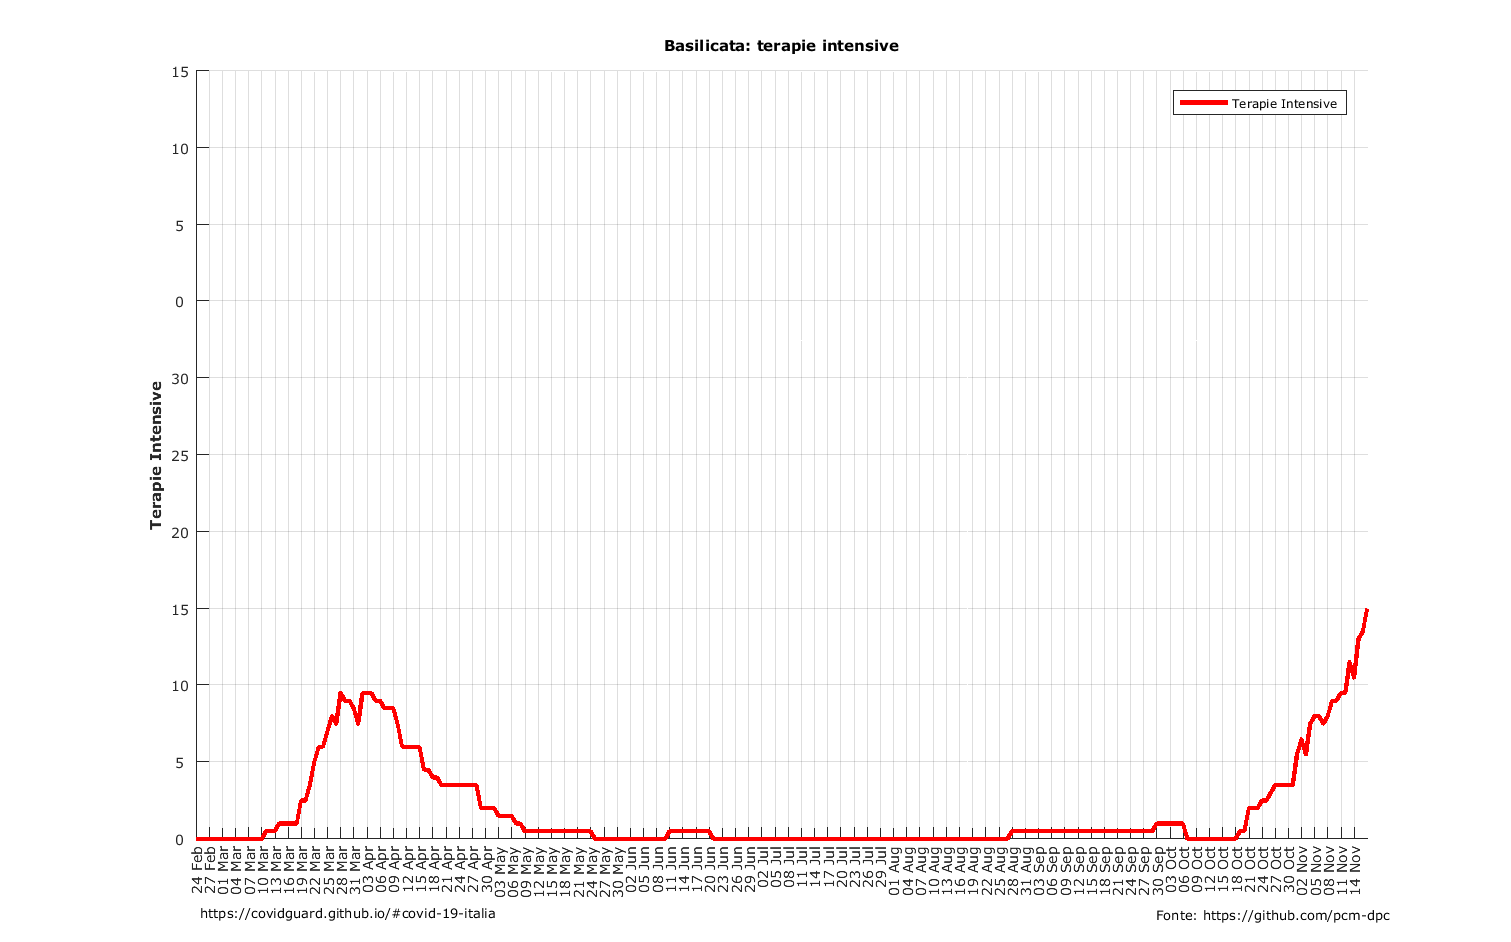 Basilicata: terapie intensive
Terapie Intensive
15
10
5
0
30
25
20
15
10
5
0
Terapie Intensive
24 Feb
27 Feb
01 Mar
04 Mar
07 Mar
10 Mar
13 Mar
16 Mar
19 Mar
22 Mar
25 Mar
28 Mar
31 Mar
03 Apr
06 Apr
09 Apr
12 Apr
15 Apr
18 Apr
21 Apr
24 Apr
27 Apr
30 Apr
03 May
06 May
09 May
12 May
15 May
18 May
21 May
24 May
27 May
30 May
02 Jun
05 Jun
08 Jun
11 Jun
14 Jun
17 Jun
20 Jun
23 Jun
26 Jun
29 Jun
02 Jul
05 Jul
08 Jul
11 Jul
14 Jul
17 Jul
20 Jul
23 Jul
26 Jul
29 Jul
01 Aug
04 Aug
07 Aug
10 Aug
13 Aug
16 Aug
19 Aug
22 Aug
25 Aug
28 Aug
31 Aug
03 Sep
06 Sep
09 Sep
12 Sep
15 Sep
18 Sep
21 Sep
24 Sep
27 Sep
30 Sep
03 Oct
06 Oct
09 Oct
12 Oct
15 Oct
18 Oct
21 Oct
24 Oct
27 Oct
30 Oct
02 Nov
05 Nov
08 Nov
11 Nov
14 Nov
https://covidguard.github.io/#covid-19-italia
Fonte: https://github.com/pcm-dpc